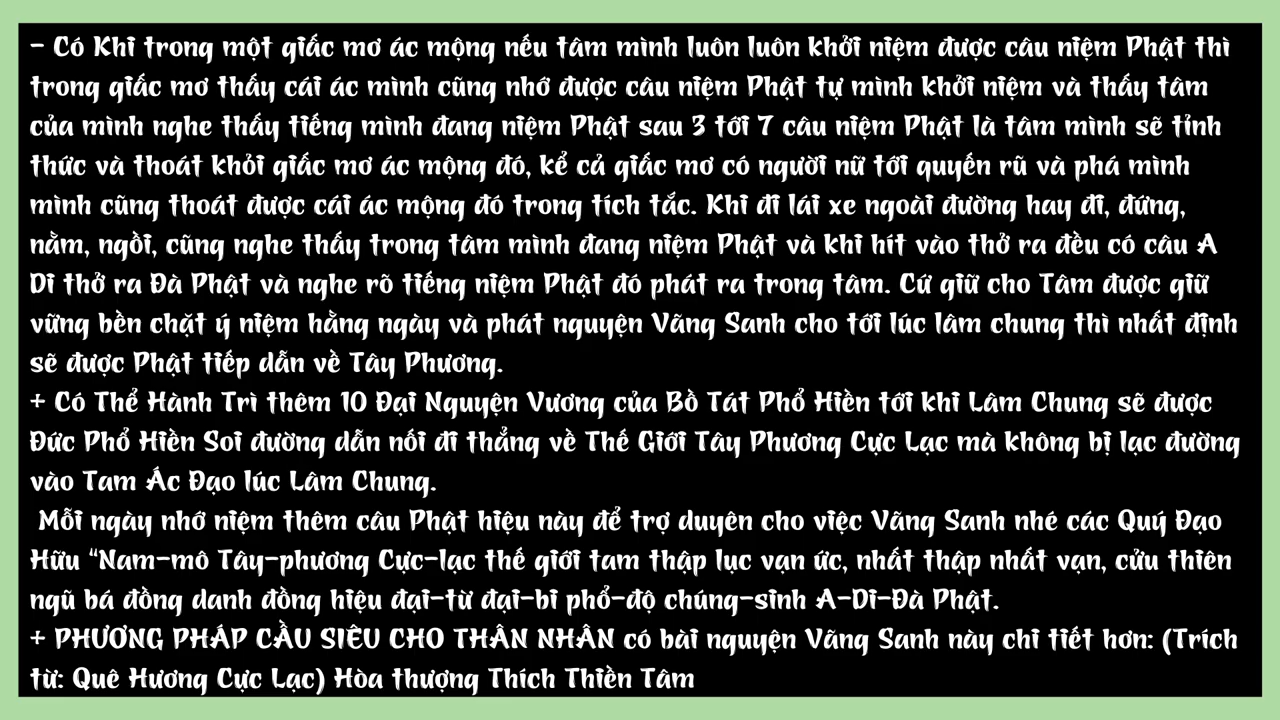 - Có Khi trong một giấc mơ ác mộng nếu tâm mình luôn luôn khởi niệm được câu niệm Phật thì
trong giấc mơ thấy cái ác mình cũng nhớ được câu niệm Phật tự mình khởi niệm và thấy tâm
của mình nghe thấy tiếng mình đang niệm Phật sau 3 tới 7 câu niệm Phật là tâm mình sẽ tỉnh
thức và thoát khỏi giấc mơ ác mộng đó, kể cả giấc mơ có người nữ tới quyến rũ và phá mình
mình cũng thoát được cái ác mộng đó trong tích tắc. Khi đi lái xe ngoài đường hay đi, đứng,
nằm, ngồi, cũng nghe thấy trong tâm mình đang niệm Phật và khi hít vào thở ra đều có câu A
Di thở ra Đà Phật và nghe rõ tiếng niệm Phật đó phát ra trong tâm. Cứ giữ cho Tâm được giữ
vững bền chặt ý niệm hằng ngày và phát nguyện Vãng Sanh cho tới lúc lâm chung thì nhất định
sẽ được Phật tiếp dẫn về Tây Phương.
+ Có Thể Hành Trì thêm 10 Đại Nguyện Vương của Bồ Tát Phổ Hiền tới khi Lâm Chung sẽ được
Đức Phổ Hiền Soi đường dẫn nối đi thẳng về Thế Giới Tây Phương Cực Lạc mà không bị lạc đường
vào Tam Ác Đạo lúc Lâm Chung.
Mỗi ngày nhớ niệm thêm câu Phật hiệu này để trợ duyên cho việc Vãng Sanh nhé các Quý Đạo
Hữu "Nam-mô Tây-phương Cực-lạc thế giới tam thập lục vạn ức, nhất thập nhất vạn, cửu thiên
ngũ bá đồng danh đồng hiệu đại-từ đại-bi phổ-độ chúng-sinh A-Di-Đà Phật.
+ PHƯƠNG PHÁP CẦU SIÊU CHO THÂN NHÂN có bài nguyện Vãng Sanh này chi tiết hơn: (Trích
từ: Quê Hương Cực Lạc) Hòa thượng Thích Thiền Tâm